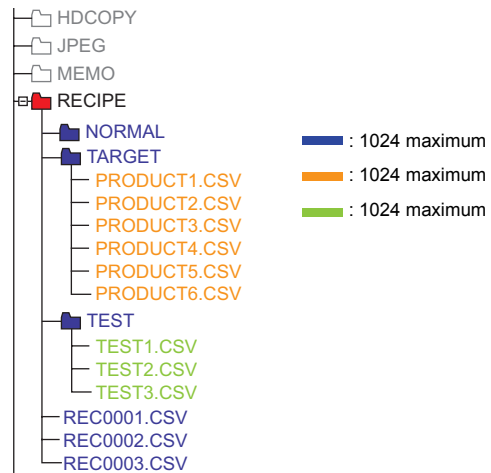 HDCOPY
JPEG
MEMO
RECIPE
NORMAL
TARGET
PRODUCT1.CSV
PRODUCT2.CSV
PRODUCT3.CSV
PRODUCT4.CSV
PRODUCT5.CSV
PRODUCT6.CSV
TEST
TEST1.CSV
TEST2.CSV
TEST3.CSV
REC0001.CSV
REC0002.CSV
REC0003.CSV
: 1024 maximum
: 1024 maximum
: 1024 maximum